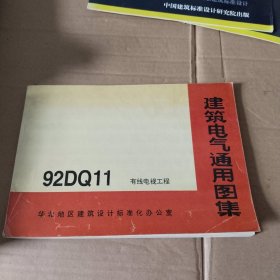 中国建筑标准设计研究院出版
建筑电气通用图集
92DQ11 有线电视工程
华北地区建筑设计标准化办公室